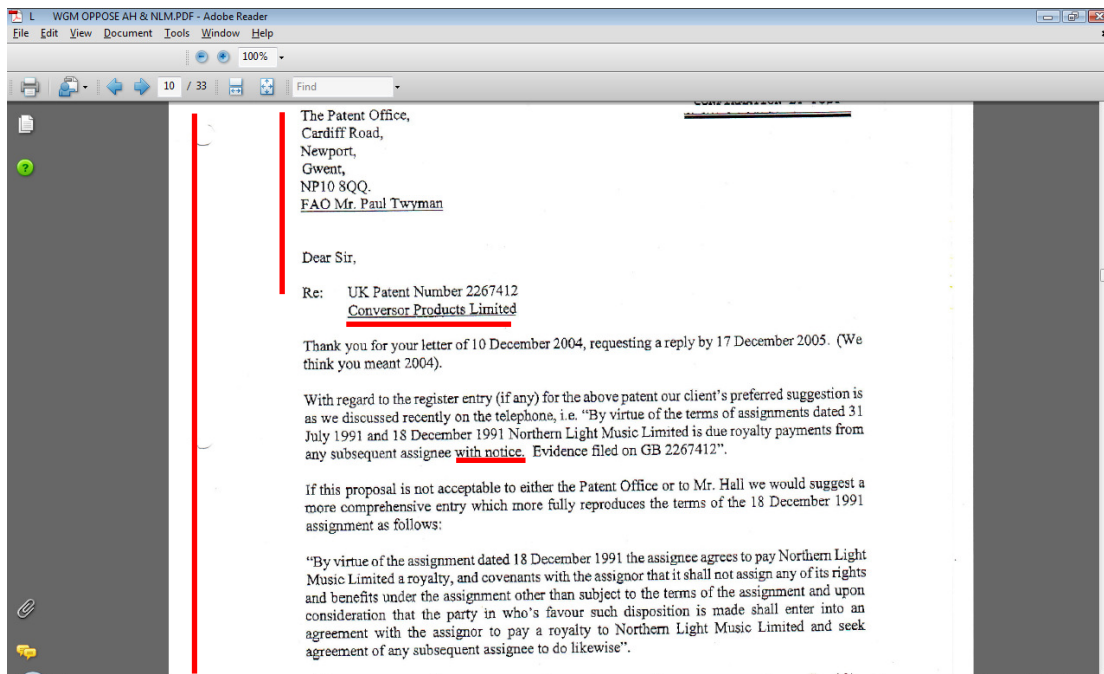 L WGM OPPOSE AH & NLM.PDF - Adobe Reader
File Edit View Document Tools Window Help
100%
10 / 33 Find
The Patent Office,
Cardiff Road,
Newport,
Gwent,
NP10 8QQ.
FAO Mr. Paul Twyman
Dear Sir,
Re: UK Patent Number 2267412
Conversor Products Limited
Thank you for your letter of 10 December 2004, requesting a reply by 17 December 2005. (We
think you meant 2004).
With regard to the register entry (if any) for the above patent our client's preferred suggestion is
as we discussed recently on the telephone, i.e. "By virtue of the terms of assignments dated 31
July 1991 and 18 December 1991 Northern Light Music Limited is due royalty payments from
any subsequent assignee with notice. Evidence filed on GB 2267412".
If this proposal is not acceptable to either the Patent Office or to Mr. Hall we would suggest a
more comprehensive entry which more fully reproduces the terms of the 18 December 1991
assignment as follows:
"By virtue of the assignment dated 18 December 1991 the assignee agrees to pay Northern Light
Music Limited a royalty, and covenants with the assignor that it shall not assign any of its rights
and benefits under the assignment other than subject to the terms of the assignment and upon
consideration that the party in who's favour such disposition is made shall enter into an
agreement with the assignor to pay a royalty to Northern Light Music Limited and seek
agreement of any subsequent assignee to do likewise".